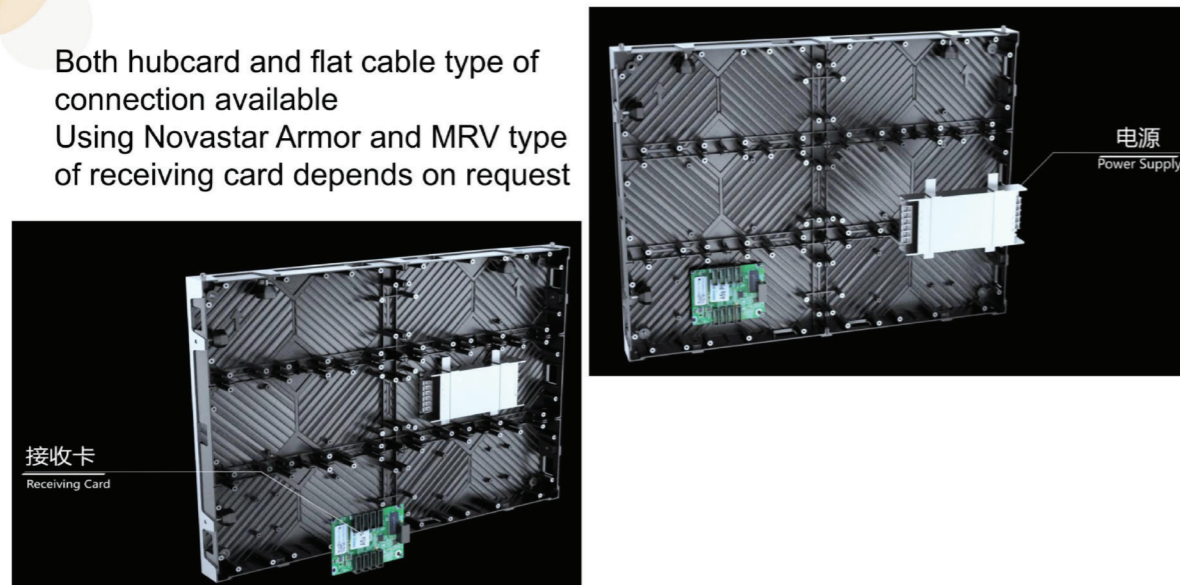 Both hubcard and flat cable type of
connection available
Using Novastar Armor and MRV type
of receiving card depends on request
电源
Power Supply
接收卡
Receiving Card